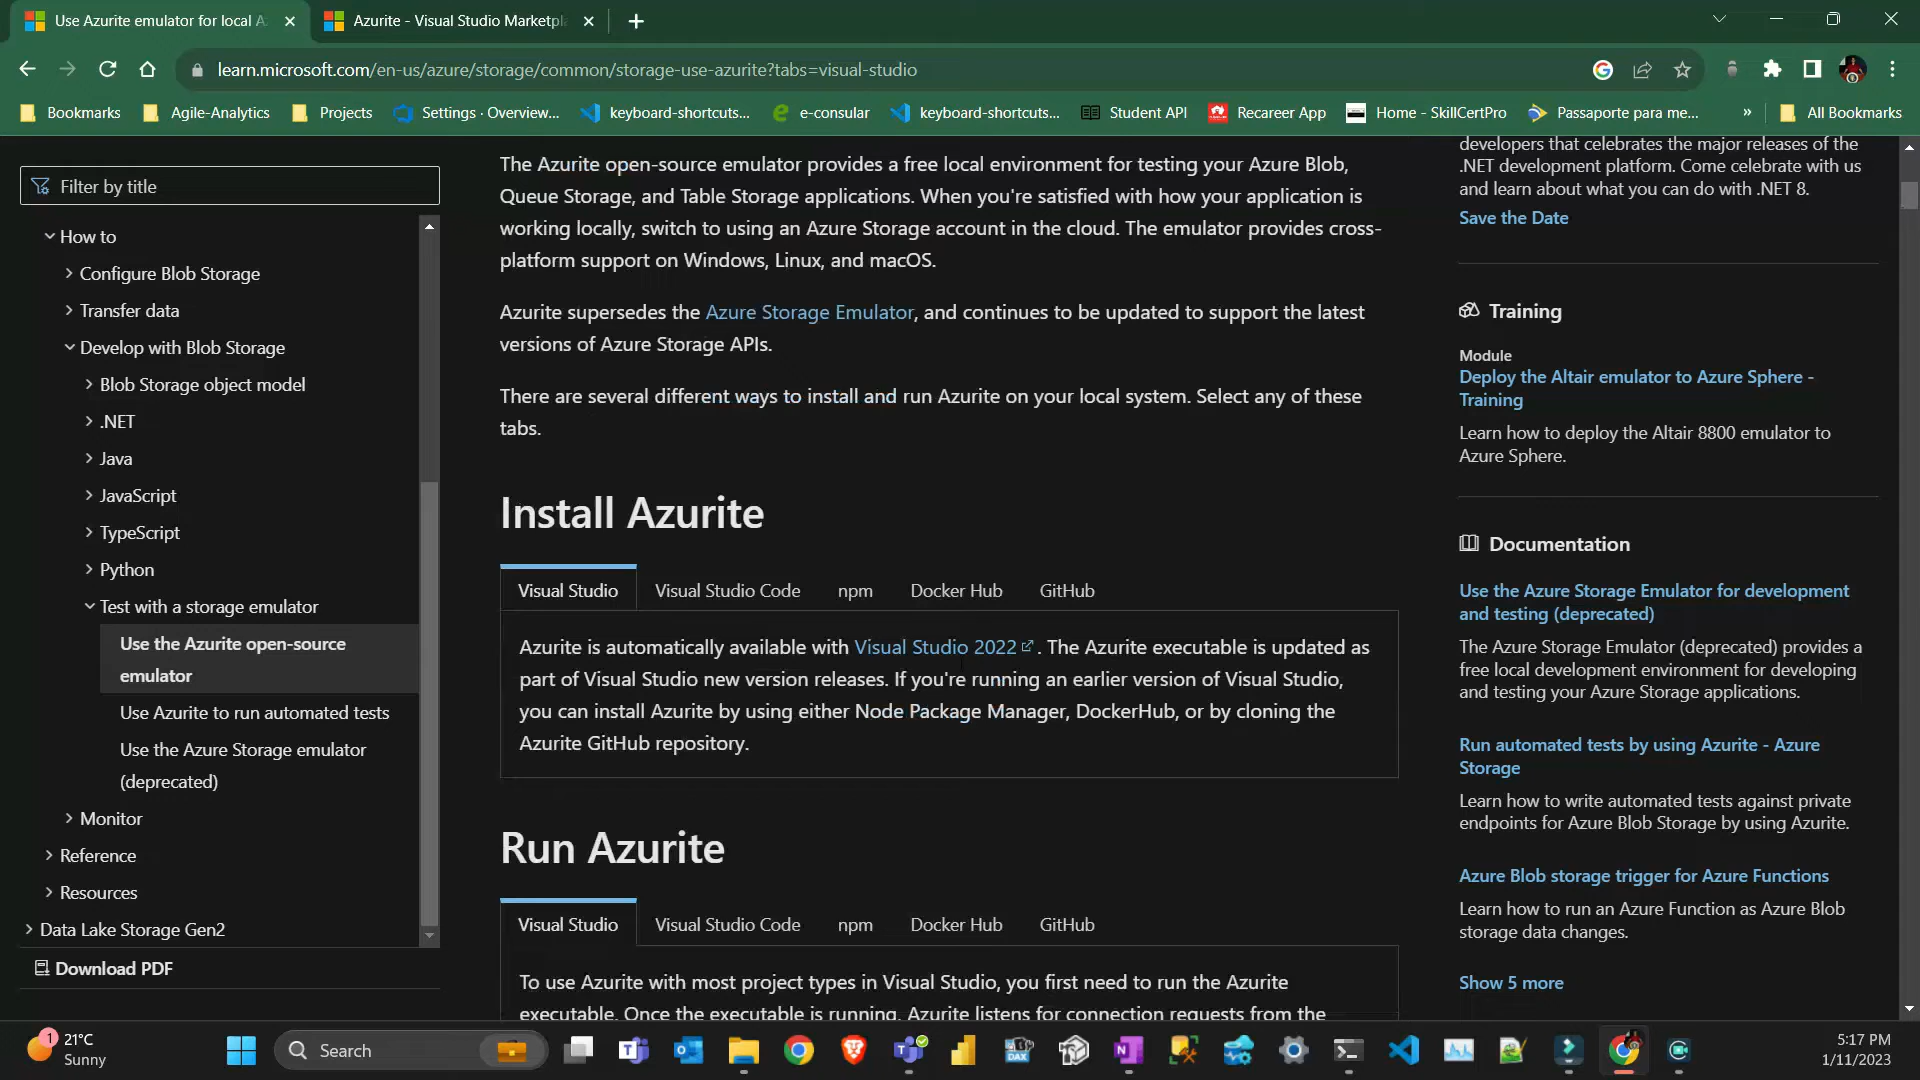 Use Azurite emulator for local A
Azurite - Visual Studio Marketpla
learn.microsoft.com/en-us/azure/storage/common/storage-use-azurite?tabs=visual-studio
Bookmarks
Agile-Analytics
Projects
Settings · Overview...
keyboard-shortcuts...
e-consular
keyboard-shortcuts...
Student API
Recareer App
Home - SkillCertPro
Passaporte para me...
»
All Bookmarks
Filter by title
How to
Configure Blob Storage
Transfer data
Develop with Blob Storage
Blob Storage object model
.NET
Java
JavaScript
TypeScript
Python
Test with a storage emulator
Use the Azurite open-source
emulator
Use Azurite to run automated tests
Use the Azure Storage emulator
(deprecated)
Monitor
Reference
Resources
Data Lake Storage Gen2
Download PDF
The Azurite open-source emulator provides a free local environment for testing your Azure Blob,
Queue Storage, and Table Storage applications. When you're satisfied with how your application is
working locally, switch to using an Azure Storage account in the cloud. The emulator provides cross-
platform support on Windows, Linux, and macOS.
Azurite supersedes the Azure Storage Emulator, and continues to be updated to support the latest
versions of Azure Storage APIs.
There are several different ways to install and run Azurite on your local system. Select any of these
tabs.
Install Azurite
Visual Studio Visual Studio Code npm Docker Hub GitHub
Azurite is automatically available with Visual Studio 2022. The Azurite executable is updated as
part of Visual Studio new version releases. If you're running an earlier version of Visual Studio,
you can install Azurite by using either Node Package Manager, DockerHub, or by cloning the
Azurite GitHub repository.
Run Azurite
Visual Studio Visual Studio Code npm Docker Hub GitHub
To use Azurite with most project types in Visual Studio, you first need to run the Azurite
executable. Once the executable is running, Azurite listens for connection requests from the
developers that celebrates the major releases of the
.NET development platform. Come celebrate with us
and learn about what you can do with .NET 8.
Save the Date
Training
Module
Deploy the Altair emulator to Azure Sphere -
Training
Learn how to deploy the Altair 8800 emulator to
Azure Sphere.
Documentation
Use the Azure Storage Emulator for development
and testing (deprecated)
The Azure Storage Emulator (deprecated) provides a
free local development environment for developing
and testing your Azure Storage applications.
Run automated tests by using Azurite - Azure
Storage
Learn how to write automated tests against private
endpoints for Azure Blob Storage by using Azurite.
Azure Blob storage trigger for Azure Functions
Learn how to run an Azure Function as Azure Blob
storage data changes.
Show 5 more
1
21°C
Sunny
Search
DAX
5:17 PM
1/11/2023